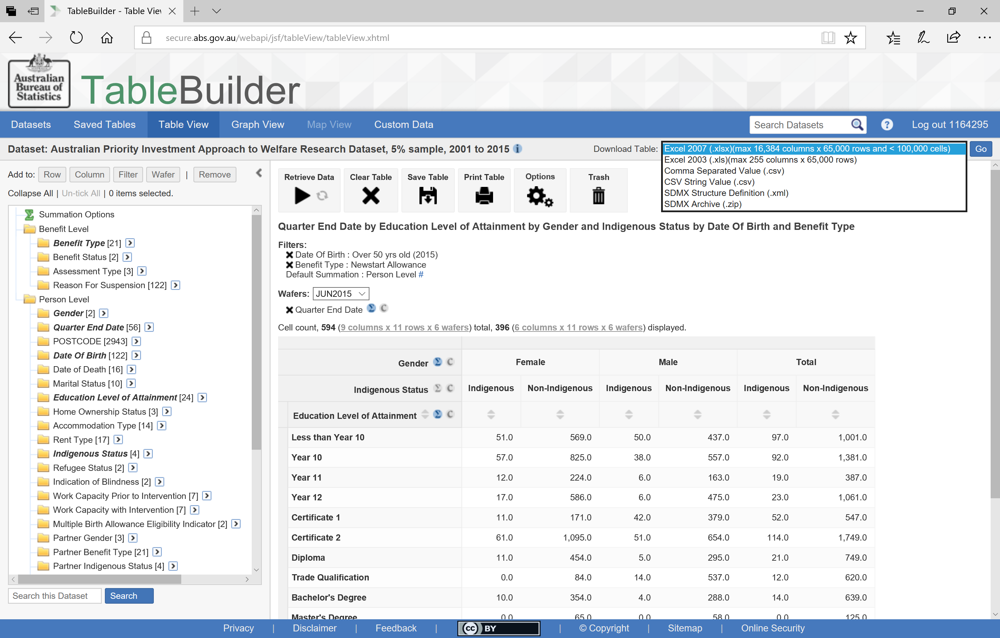 TableBuilder - Table Viev
secure.abs.gov.au/webapi/jsf/tableView/tableView.xhtml
Australian
Bureau of
Statistics
TableBuilder
Datasets Saved Tables Table View Graph View Map View Custom Data Search Datasets ? Log out 1164295
Dataset: Australian Priority Investment Approach to Welfare Research Dataset, 5% sample, 2001 to 2015 i
Download Table: Excel 2007 (.xlsx)(max 16,384 columns x 65,000 rows and < 100,000 cells) Go
Excel 2003 (.xls)(max 255 columns x 65,000 rows)
Comma Separated Value (.csv)
CSV String Value (.csv)
SDMX Structure Definition (.xml)
SDMX Archive (.zip)
Add to: Row Column Filter Wafer | Remove
Collapse All | Un-tick All | 0 items selected.
Summation Options
Benefit Level
Benefit Type [21]
Benefit Status [2]
Assessment Type [3]
Reason For Suspension [122]
Person Level
Gender [2]
Quarter End Date [56]
POSTCODE [2943]
Date Of Birth [122]
Date of Death [16]
Marital Status [10]
Education Level of Attainment [24]
Home Ownership Status [3]
Accommodation Type [14]
Rent Type [17]
Indigenous Status [4]
Refugee Status [2]
Indication of Blindness [2]
Work Capacity Prior to Intervention [7]
Work Capacity with Intervention [7]
Multiple Birth Allowance Eligibility Indicator [2]
Partner Gender [3]
Partner Benefit Type [21]
Partner Indigenous Status [4]
Search this Dataset Search
Retrieve Data Clear Table Save Table Print Table Options Trash
Quarter End Date by Education Level of Attainment by Gender and Indigenous Status by Date Of Birth and Benefit Type
Filters:
Date Of Birth : Over 50 yrs old (2015)
Benefit Type : Newstart Allowance
Default Summation : Person Level #
Wafers: JUN2015
Quarter End Date Σ C
Cell count, 594 (9 columns x 11 rows x 6 wafers) total, 396 (6 columns x 11 rows x 6 wafers) displayed.
Gender Σ C Female Male Total
Indigenous Status Σ C Indigenous Non-Indigenous Indigenous Non-Indigenous Indigenous Non-Indigenous
Education Level of Attainment Σ C
Less than Year 10 51.0 569.0 50.0 437.0 97.0 1,001.0
Year 10 57.0 825.0 38.0 557.0 92.0 1,381.0
Year 11 12.0 224.0 6.0 163.0 19.0 387.0
Year 12 17.0 586.0 6.0 475.0 23.0 1,061.0
Certificate 1 11.0 171.0 42.0 379.0 52.0 547.0
Certificate 2 61.0 1,095.0 51.0 654.0 114.0 1,749.0
Diploma 11.0 454.0 5.0 295.0 21.0 749.0
Trade Qualification 0.0 84.0 14.0 537.0 12.0 620.0
Bachelor's Degree 10.0 354.0 4.0 288.0 14.0 639.0
Master's Degree 0.0 65.0 0.0 58.0 0.0 125.0
Privacy | Disclaimer | Feedback | cc BY | © Copyright | Sitemap | Online Security